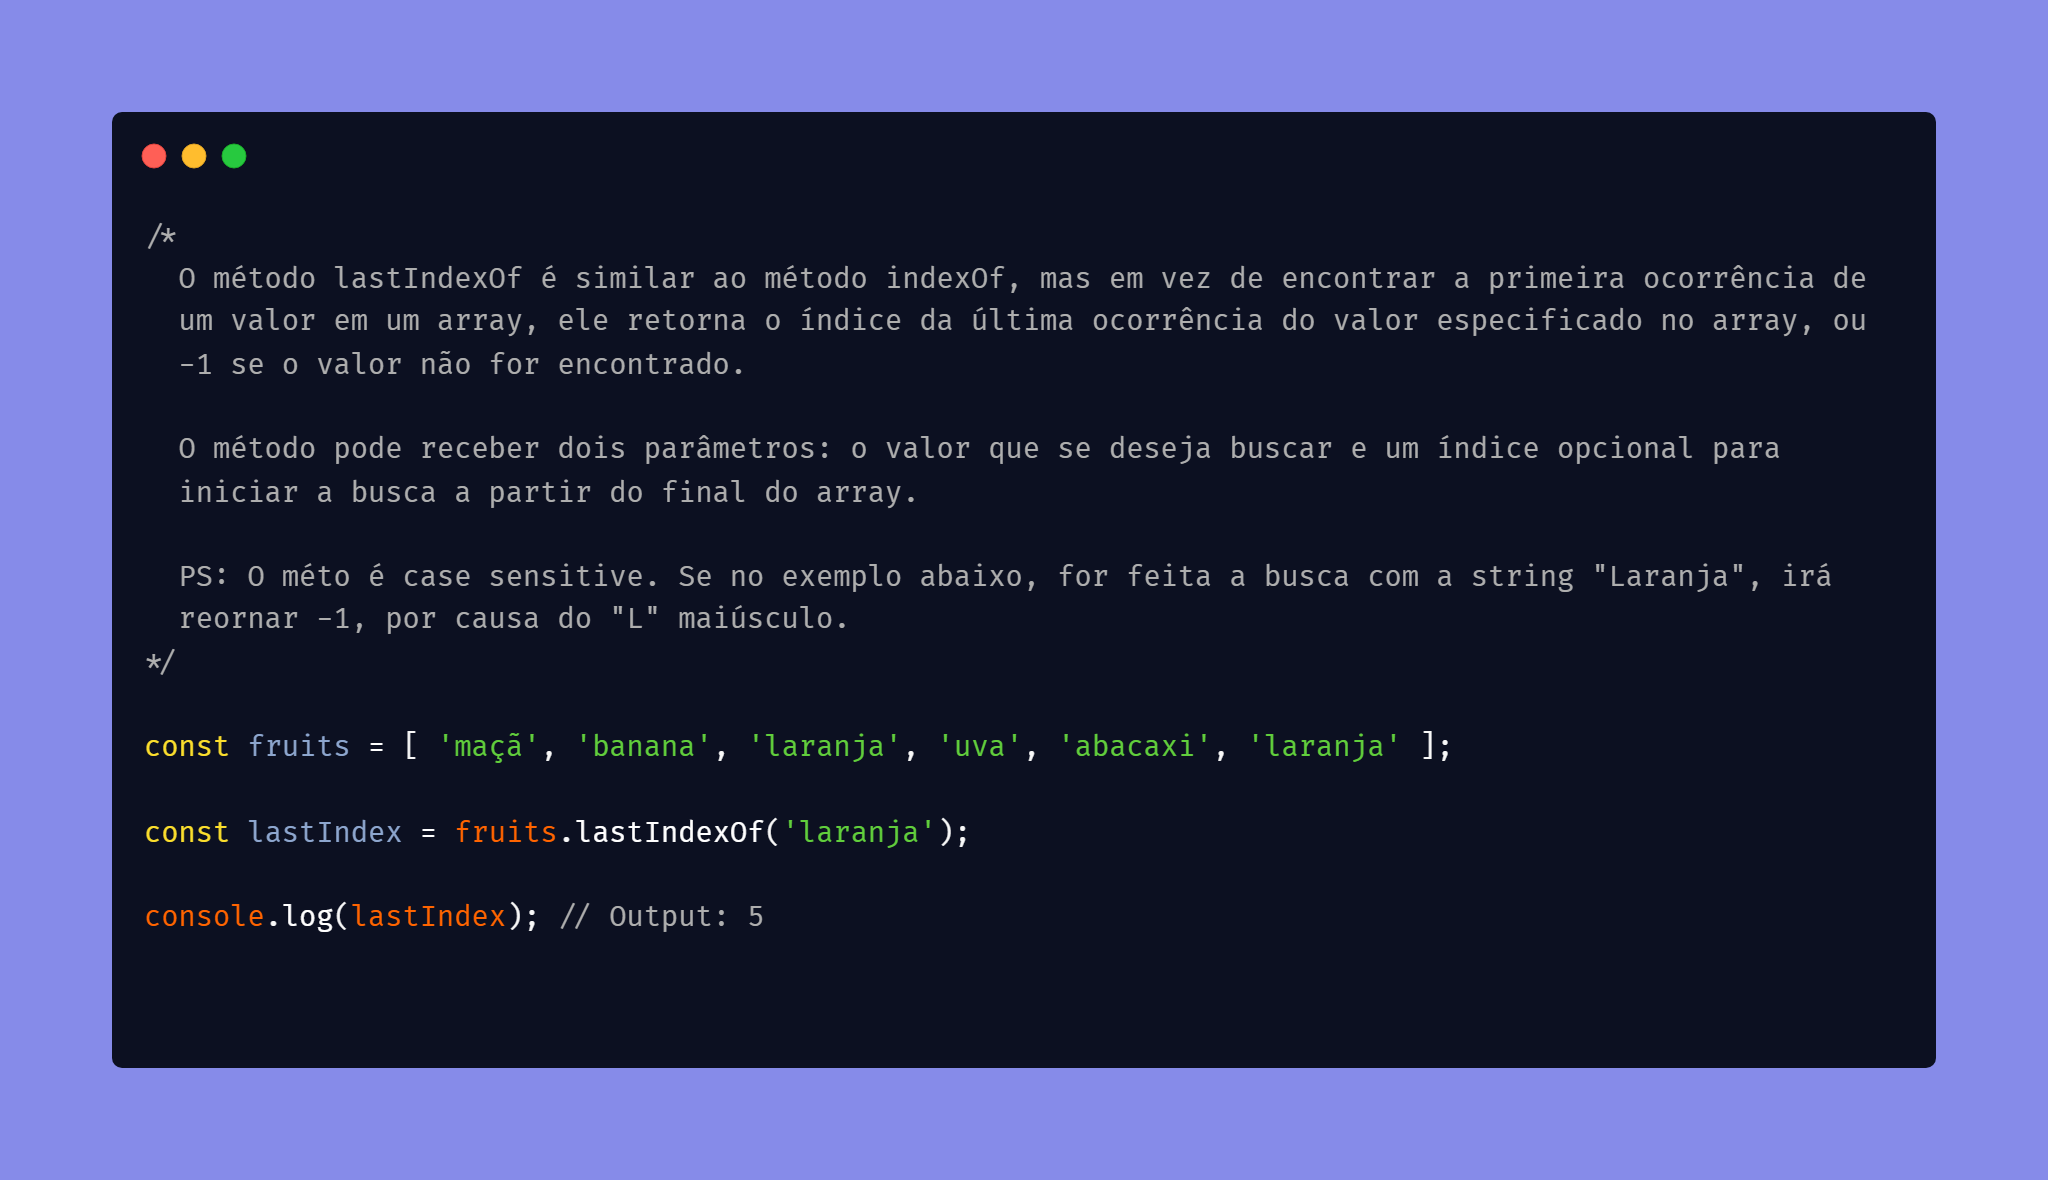 /*
O método lastIndexOf é similar ao método indexOf, mas em vez de encontrar a primeira ocorrência de
um valor em um array, ele retorna o índice da última ocorrência do valor especificado no array, ou
-1 se o valor não for encontrado.
O método pode receber dois parâmetros: o valor que se deseja buscar e um índice opcional para
iniciar a busca a partir do final do array.
PS: O méto é case sensitive. Se no exemplo abaixo, for feita a busca com a string "Laranja", irá
reornar -1, por causa do "L" maiúsculo.
*/
const fruits = [ 'maçã', 'banana', 'laranja', 'uva', 'abacaxi', 'laranja' ];
const lastIndex = fruits.lastIndexOf('laranja');
console.log(lastIndex); // Output: 5